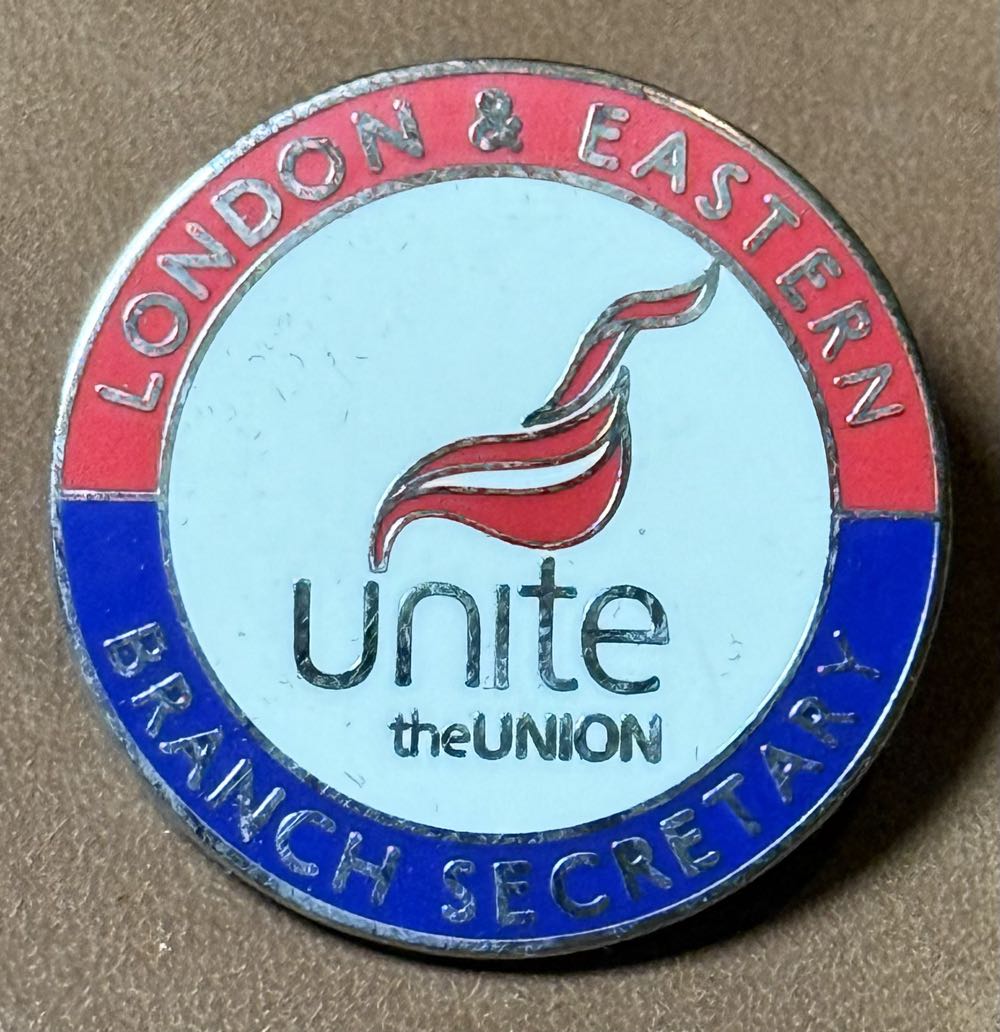 LONDON & EASTERN
unite
theUNION
BRANCH SECRETARY